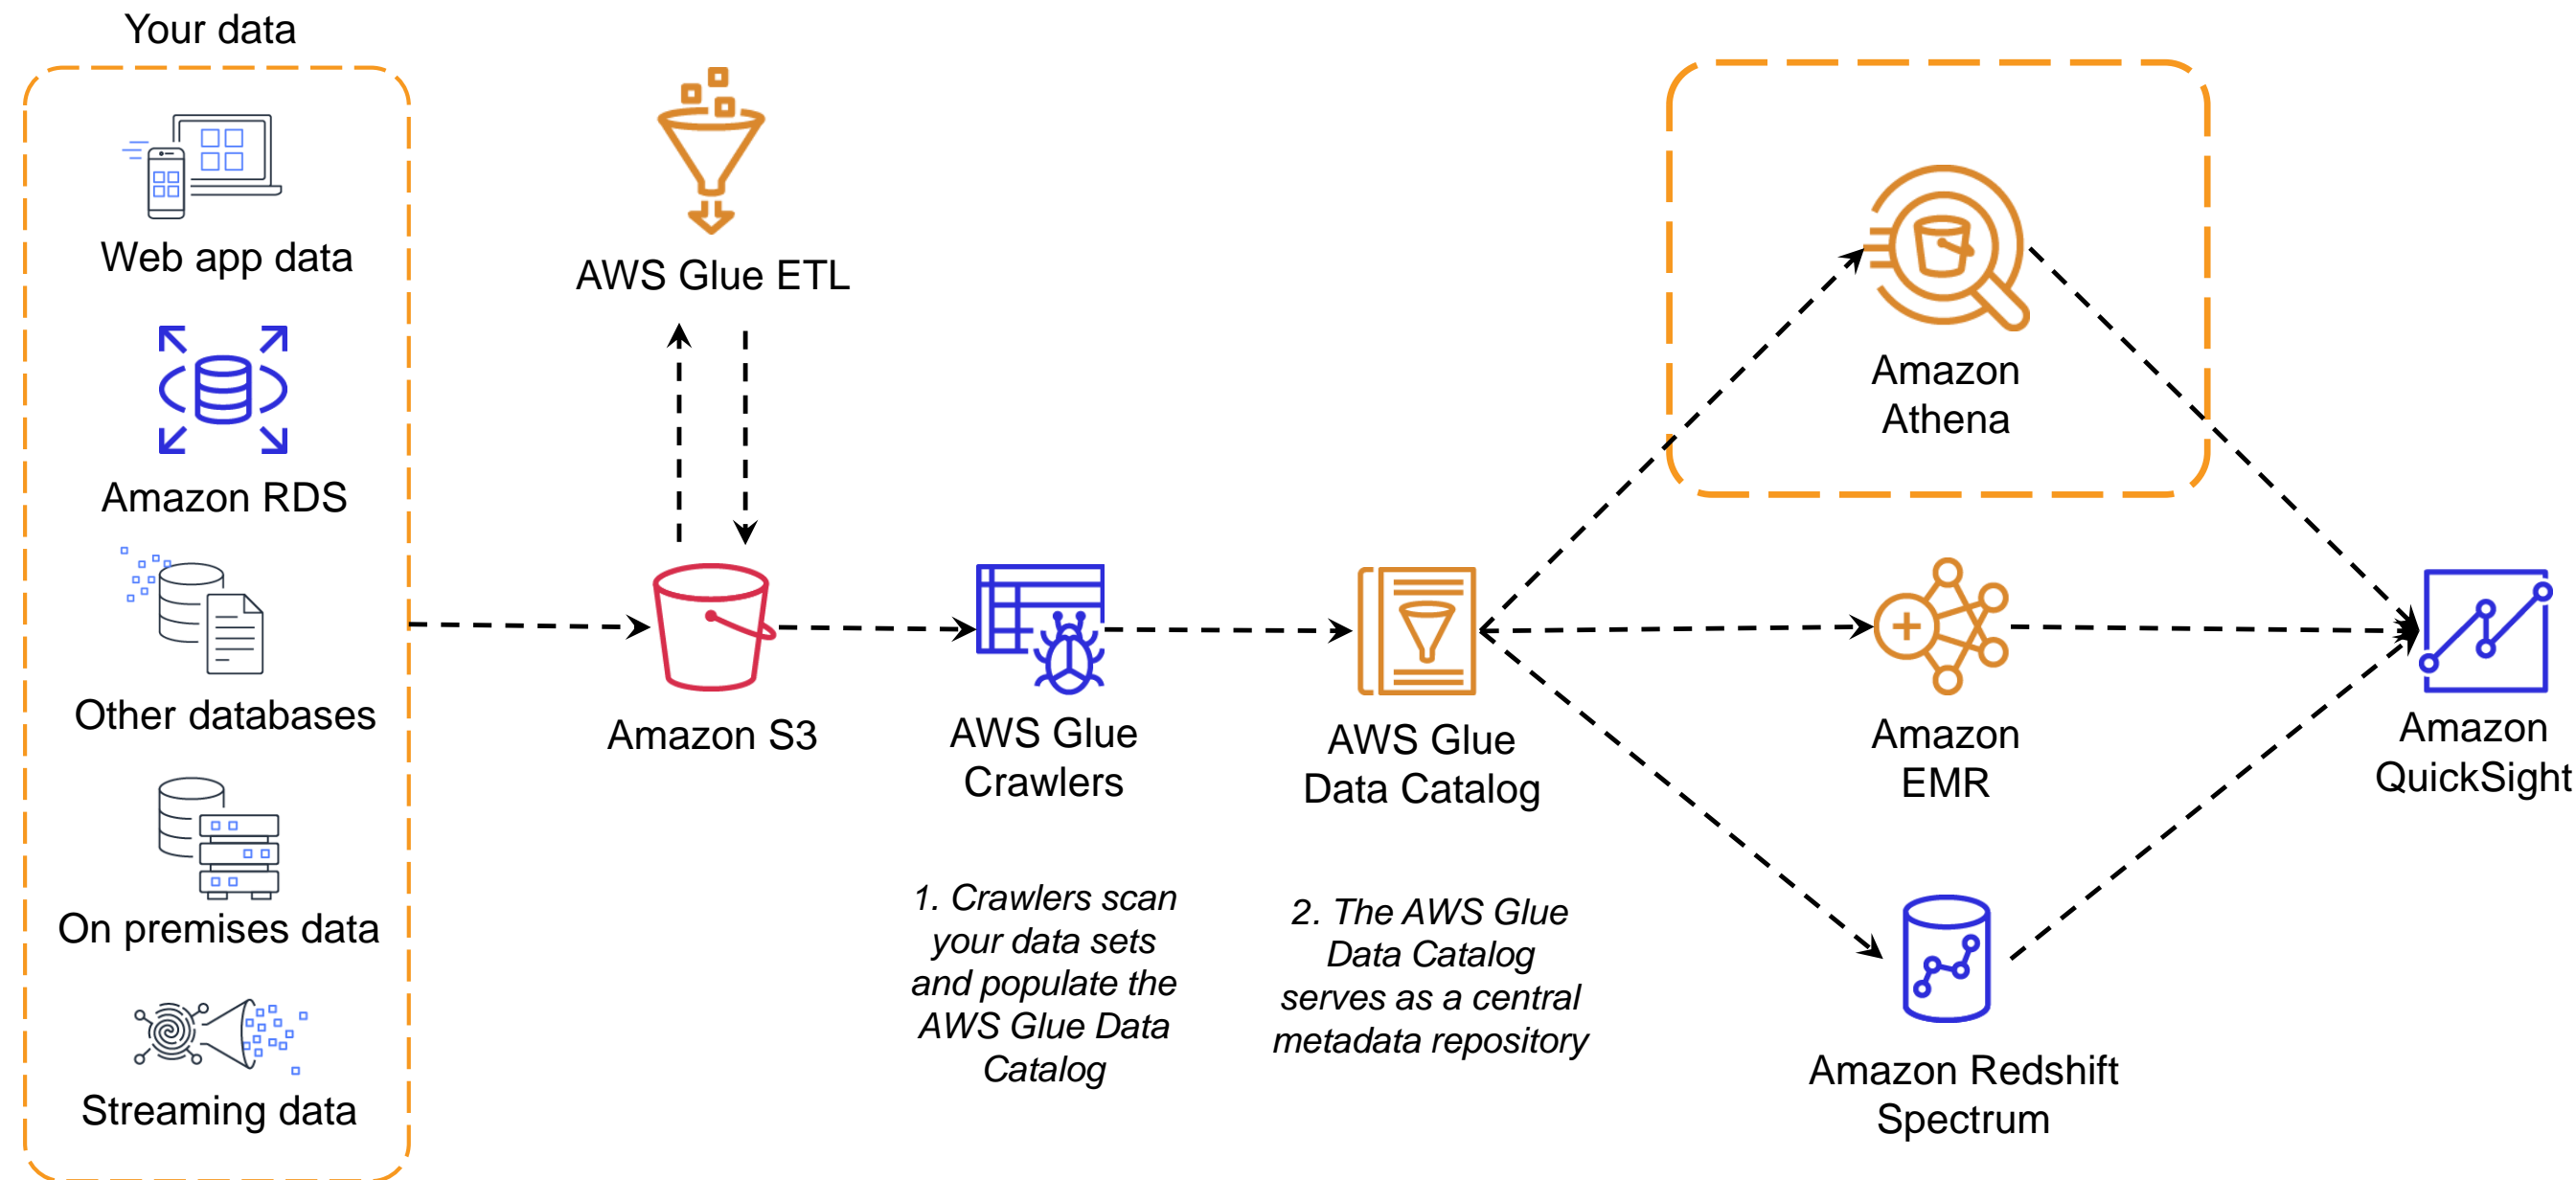 Your data
Web app data
Amazon RDS
Other databases
On premises data
Streaming data
AWS Glue ETL
Amazon S3
AWS Glue
Crawlers
1. Crawlers scan
your data sets
and populate the
AWS Glue Data
Catalog
AWS Glue
Data Catalog
2. The AWS Glue
Data Catalog
serves as a central
metadata repository
Amazon
Athena
Amazon
EMR
Amazon Redshift
Spectrum
Amazon
QuickSight